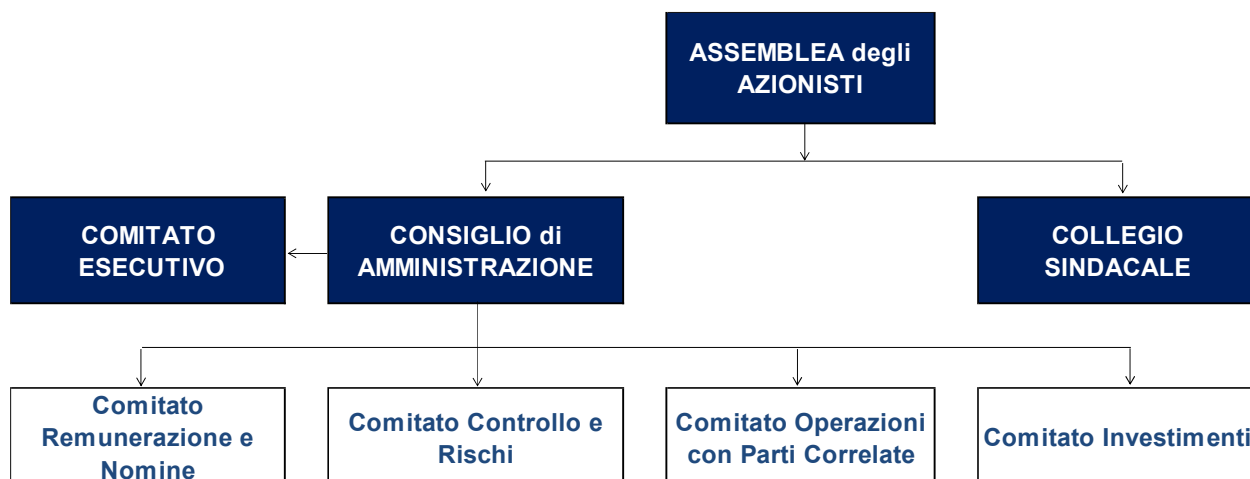 ASSEMBLEA degli
AZIONISTI
COMITATO
ESECUTIVO
CONSIGLIO di
AMMINISTRAZIONE
COLLEGIO
SINDACALE
Comitato
Remunerazione e
Nomine
Comitato Controllo e
Rischi
Comitato Operazioni
con Parti Correlate
Comitato Investimenti